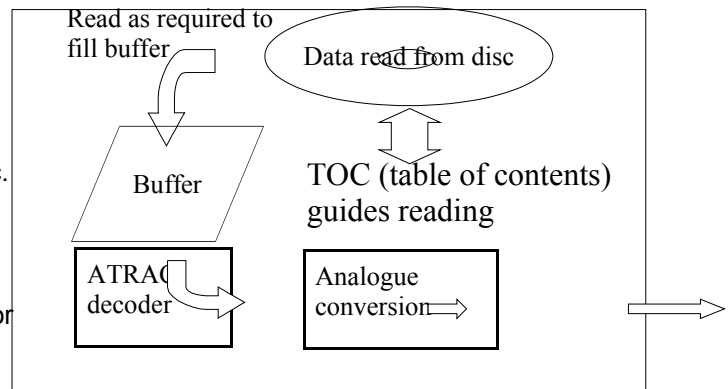 Read as required to
fill buffer
Data read from disc
c.
Buffer
TOC (table of contents)
guides reading
ATRAC
decoder
Analogue
conversion
or